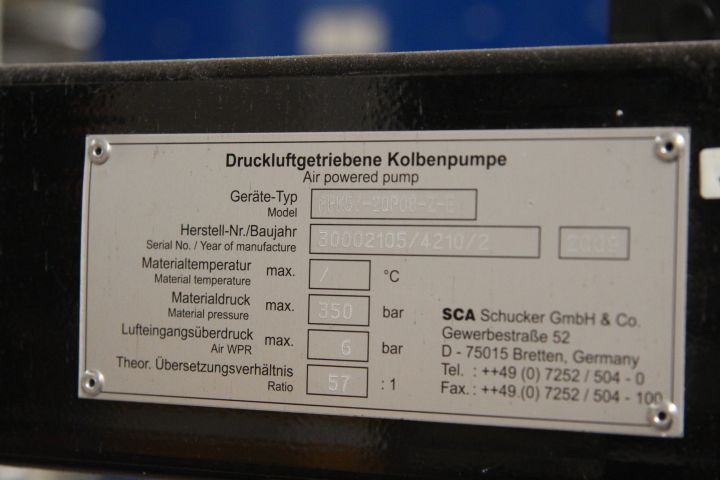 Druckluftgetriebene Kolbenpumpe
Air powered pump
Geräte-Typ
Model
Herstell-Nr./Baujahr 30002105/4210/2
Serial No. / Year of manufacture
Materialtemperatur max. / °C
Material temperature
Materialdruck max. 350 bar
Material pressure
Lufteingangsüberdruck max. 6 bar
Air WPR
Theor. Übersetzungsverhältnis 57 :1
Ratio
SCA Schucker GmbH & Co.
Gewerbestraße 52
D - 75015 Bretten, Germany
Tel. : ++49 (0) 7252 / 504 - 0
Fax.: ++49 (0) 7252 / 504 - 100